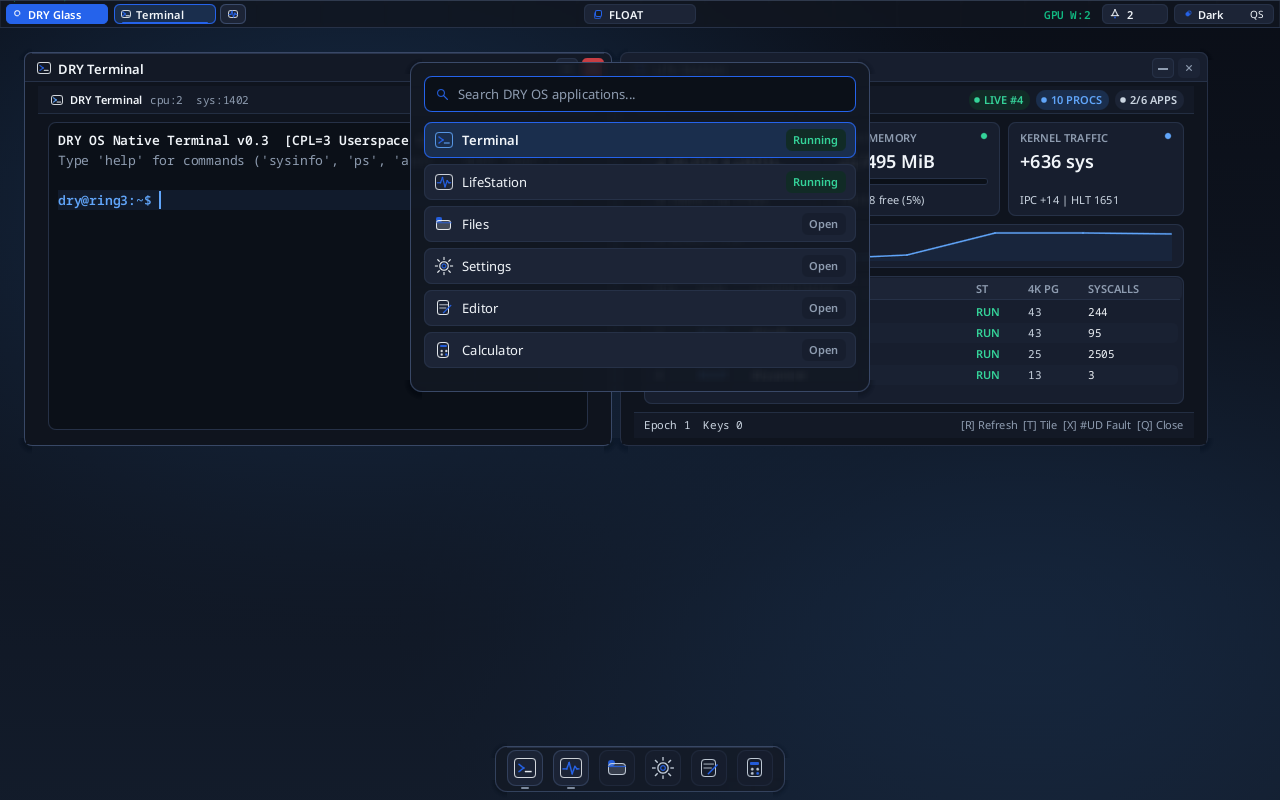 DRY Glass
Terminal
FLOAT
GPU W:2
2
Dark
QS
DRY Terminal
DRY Terminal cpu:2 sys:1402
DRY OS Native Terminal v0.3 [CPL=3 Userspace
Type 'help' for commands ('sysinfo', 'ps',
dry@ring3:~$
Search DRY OS applications...
Terminal Running
LifeStation Running
Files Open
Settings Open
Editor Open
Calculator Open
LIVE #4
10 PROCS
2/6 APPS
MEMORY
495 MiB
8 free (5%)
KERNEL TRAFFIC
+636 sys
IPC +14 | HLT 1651
ST 4K PG SYSCALLS
RUN 43 244
RUN 43 95
RUN 25 2505
RUN 13 3
Epoch 1 Keys 0
[R] Refresh [T] Tile [X] #UD Fault [Q] Close